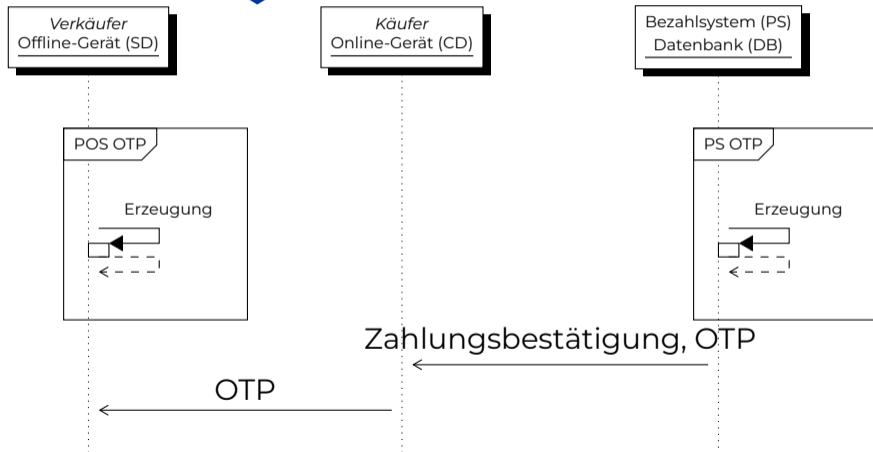 Verkäufer
Offline-Gerät (SD)
Käufer
Online-Gerät (CD)
Bezahlsystem (PS)
Datenbank (DB)
POS OTP
PS OTP
Erzeugung
Erzeugung
Zahlungsbestätigung, OTP
OTP